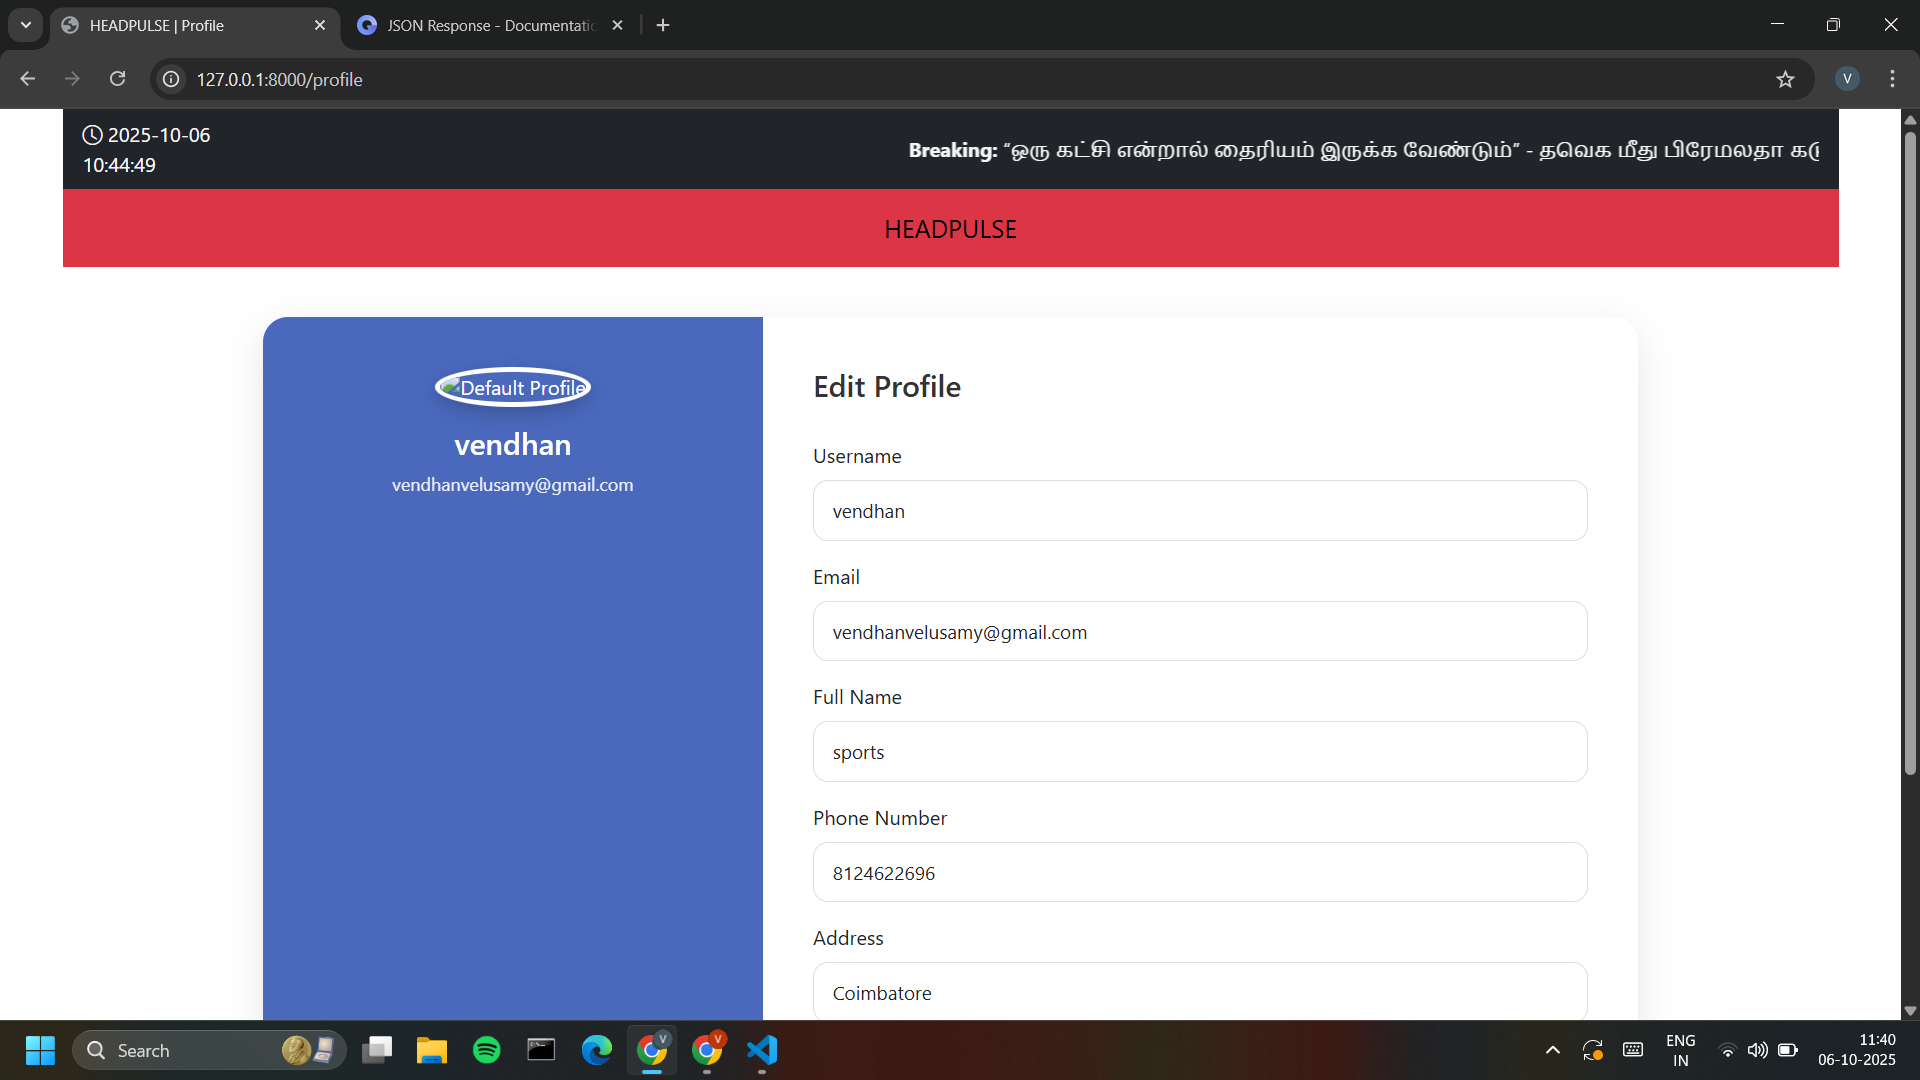 HEADPULSE | Profile
JSON Response - Documentatio
127.0.0.1:8000/profile
V
2025-10-06
10:44:49
Breaking: “ஒரு கட்சி என்றால் தைரியம் இருக்க வேண்டும்” - தவெக மீது பிரேமலதா கடு
HEADPULSE
Default Profile
vendhan
vendhanvelusamy@gmail.com
Edit Profile
Username
vendhan
Email
vendhanvelusamy@gmail.com
Full Name
sports
Phone Number
8124622696
Address
Coimbatore
Search
V
V
ENG
IN
11:40
06-10-2025